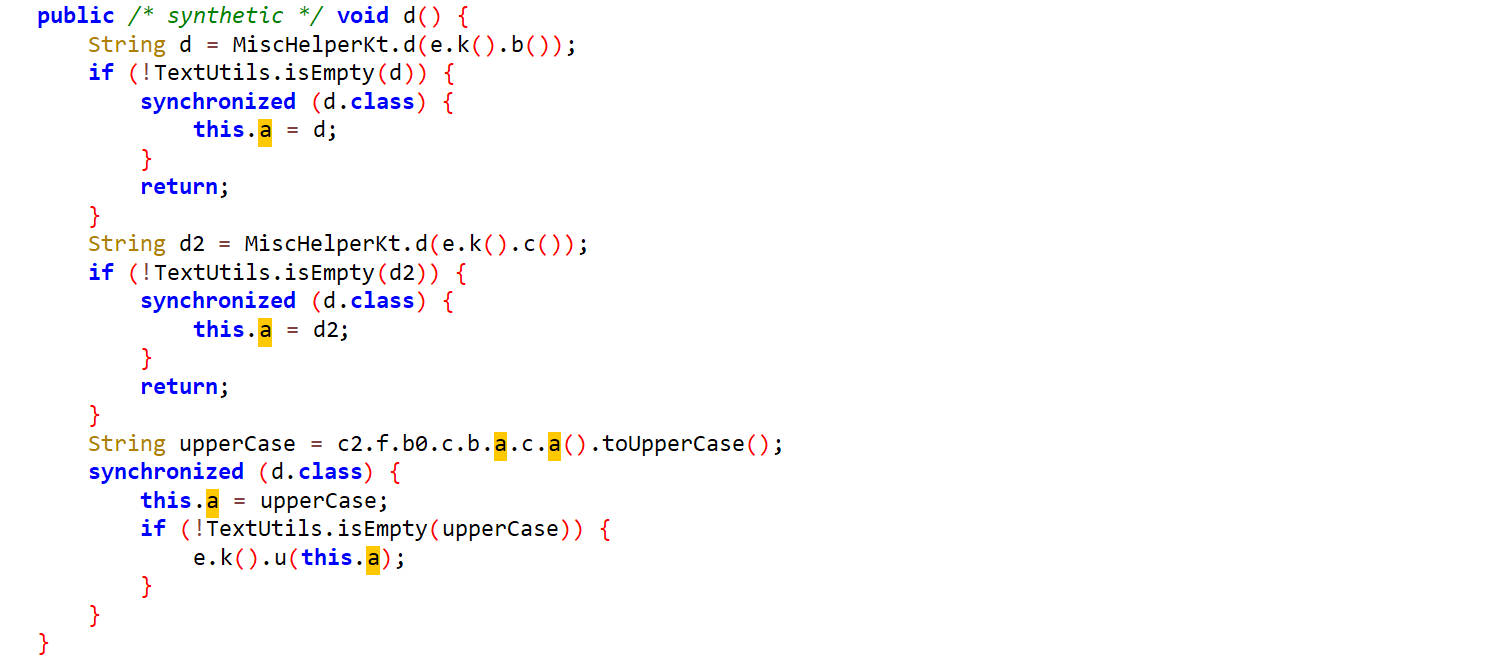 public /* synthetic */ void d() {
    String d = MiscHelperKt.d(e.k().b());
    if (!TextUtils.isEmpty(d)) {
        synchronized (d.class) {
            this.a = d;
        }
        return;
    }
    String d2 = MiscHelperKt.d(e.k().c());
    if (!TextUtils.isEmpty(d2)) {
        synchronized (d.class) {
            this.a = d2;
        }
        return;
    }
    String upperCase = c2.f.b0.c.b.a.c.a().toUpperCase();
    synchronized (d.class) {
        this.a = upperCase;
        if (!TextUtils.isEmpty(upperCase)) {
            e.k().u(this.a);
        }
    }
}